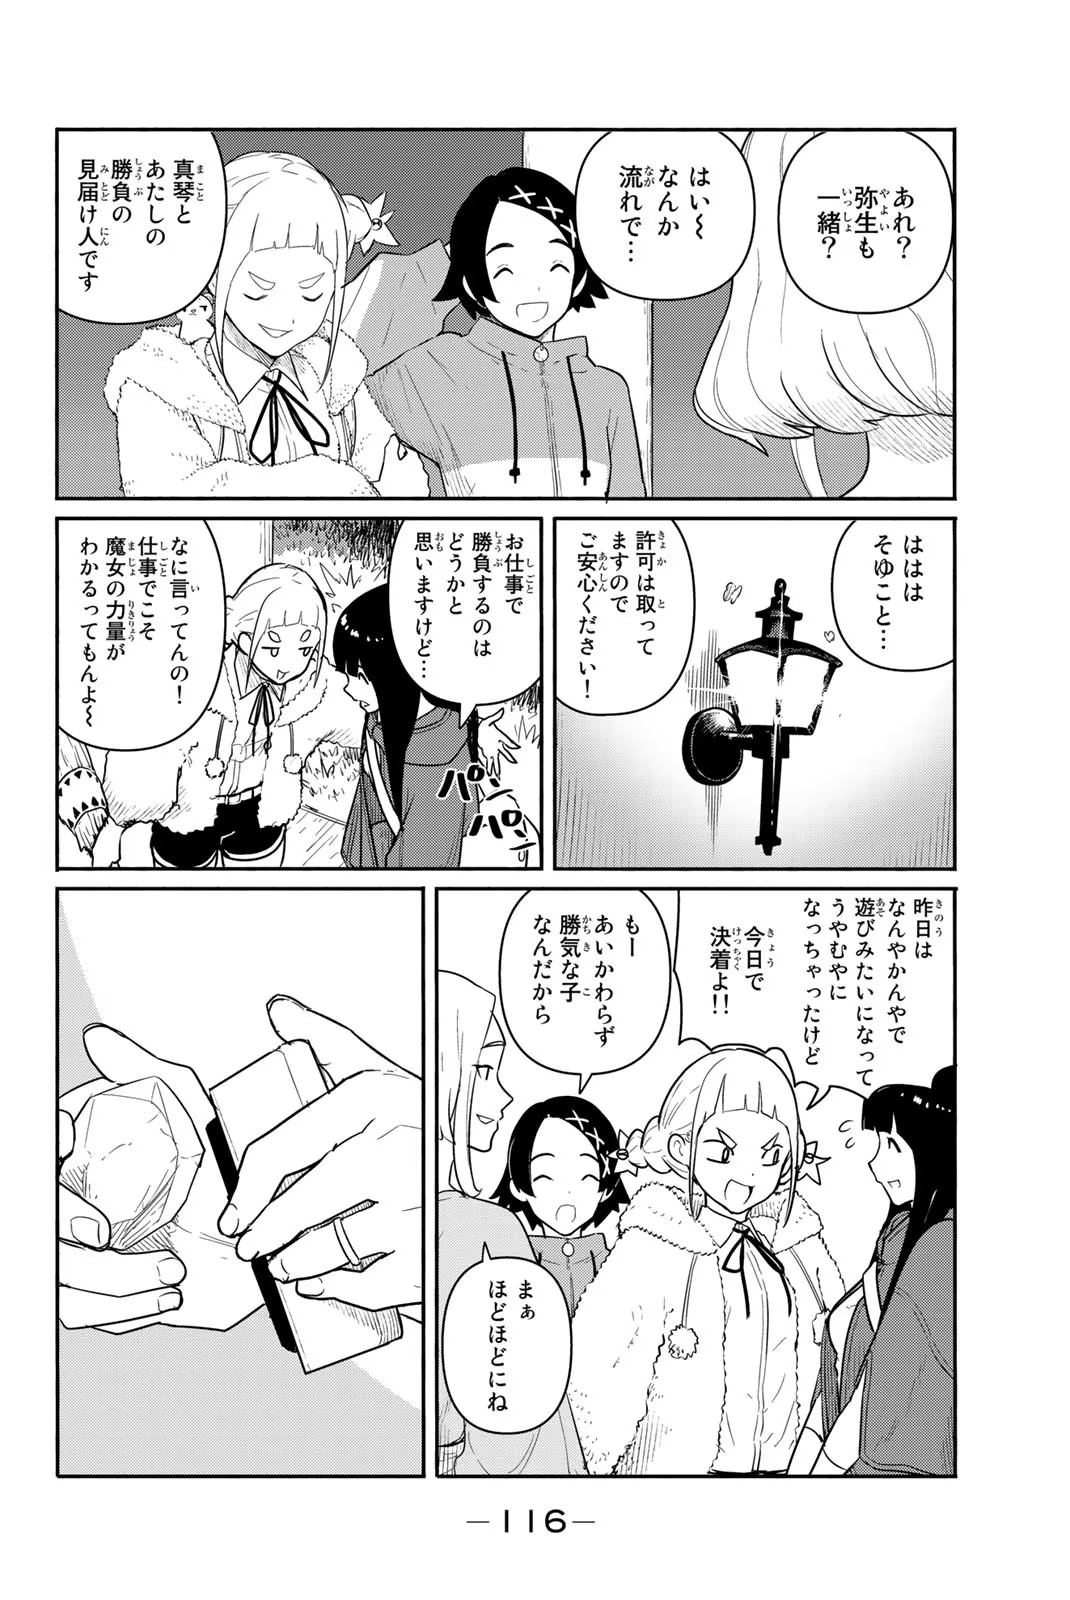 あれ？
弥生も
一緒？
はい〜
なんか
流れで…
真琴と
あたしの
勝負の
見届け人です
ははは
そゆこと…
許可は取って
ますので
ご安心ください！
お仕事で
勝負するのは
どうかと
思いますけど…
なに言ってんの！
仕事でこそ
魔女の力量が
わかるってもんよ〜
パン
パン
昨日は
なんやかんやで
遊びみたいになって
うやむやに
なっちゃったけど
今日で
決着よ!!
もー
あいかわらず
勝気な子
なんだから
まぁ
ほどほどにね
—116—